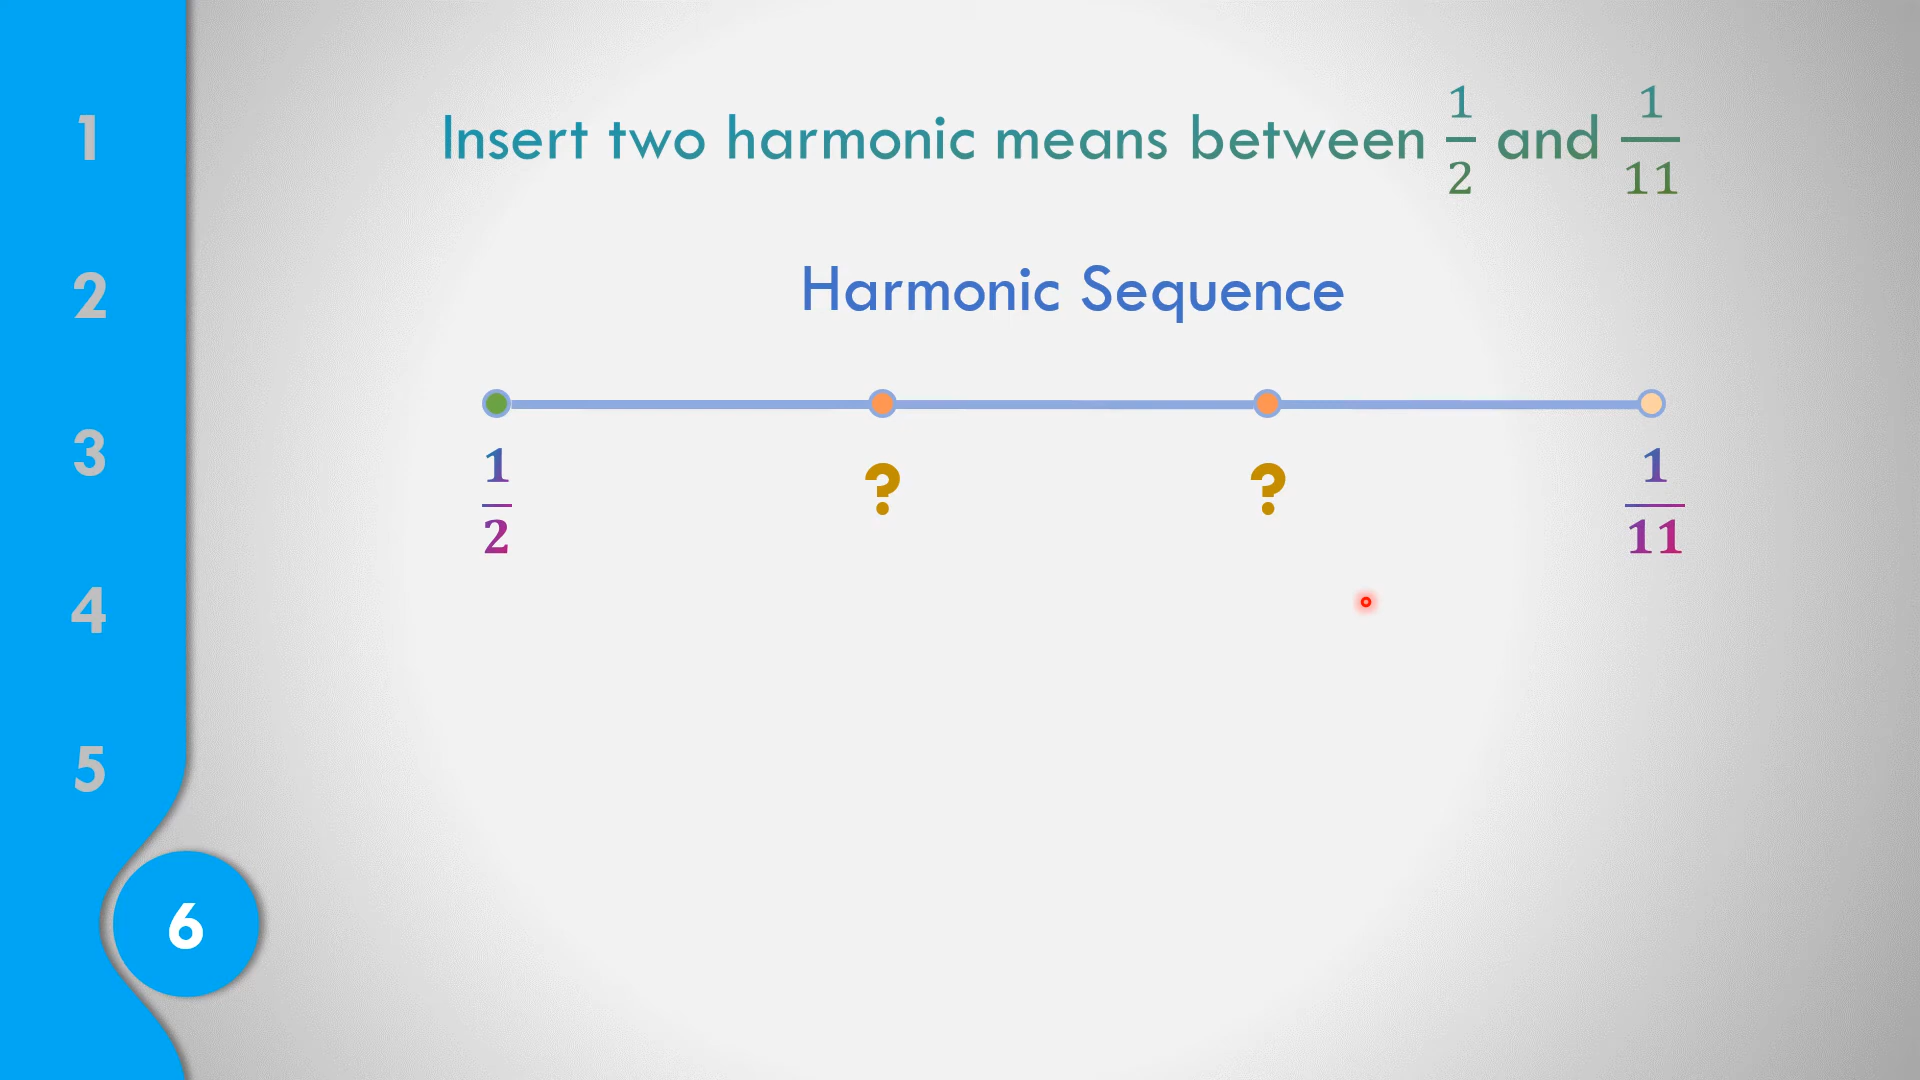 1
2
3
4
5
6
Insert two harmonic means between 1/2 and 1/11
Harmonic Sequence
1/2 ? ? 1/11